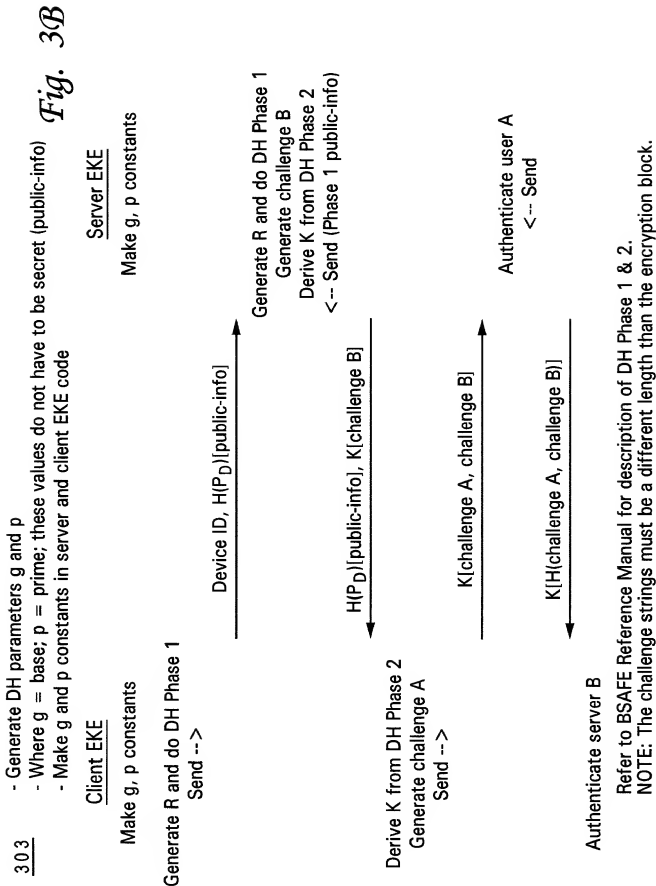 303
- Generate DH parameters g and p
- Where g = base; p = prime; these values do not have to be secret (public-info)
- Make g and p constants in server and client EKE code
Fig. 3B
Client EKE
Server EKE
Make g, p constants
Make g, p constants
Generate R and do DH Phase 1
Send -->
Device ID, H(PD)[public-info]
Generate R and do DH Phase 1
Generate challenge B
Derive K from DH Phase 2
<-- Send (Phase 1 public-info)
H(PD)[public-info], K[challenge B]
Derive K from DH Phase 2
Generate challenge A
Send -->
K[challenge A, challenge B]
Authenticate user A
<-- Send
K[H(challenge A, challenge B)]
Authenticate server B
Refer to BSAFE Reference Manual for description of DH Phase 1 & 2.
NOTE: The challenge strings must be a different length than the encryption block.